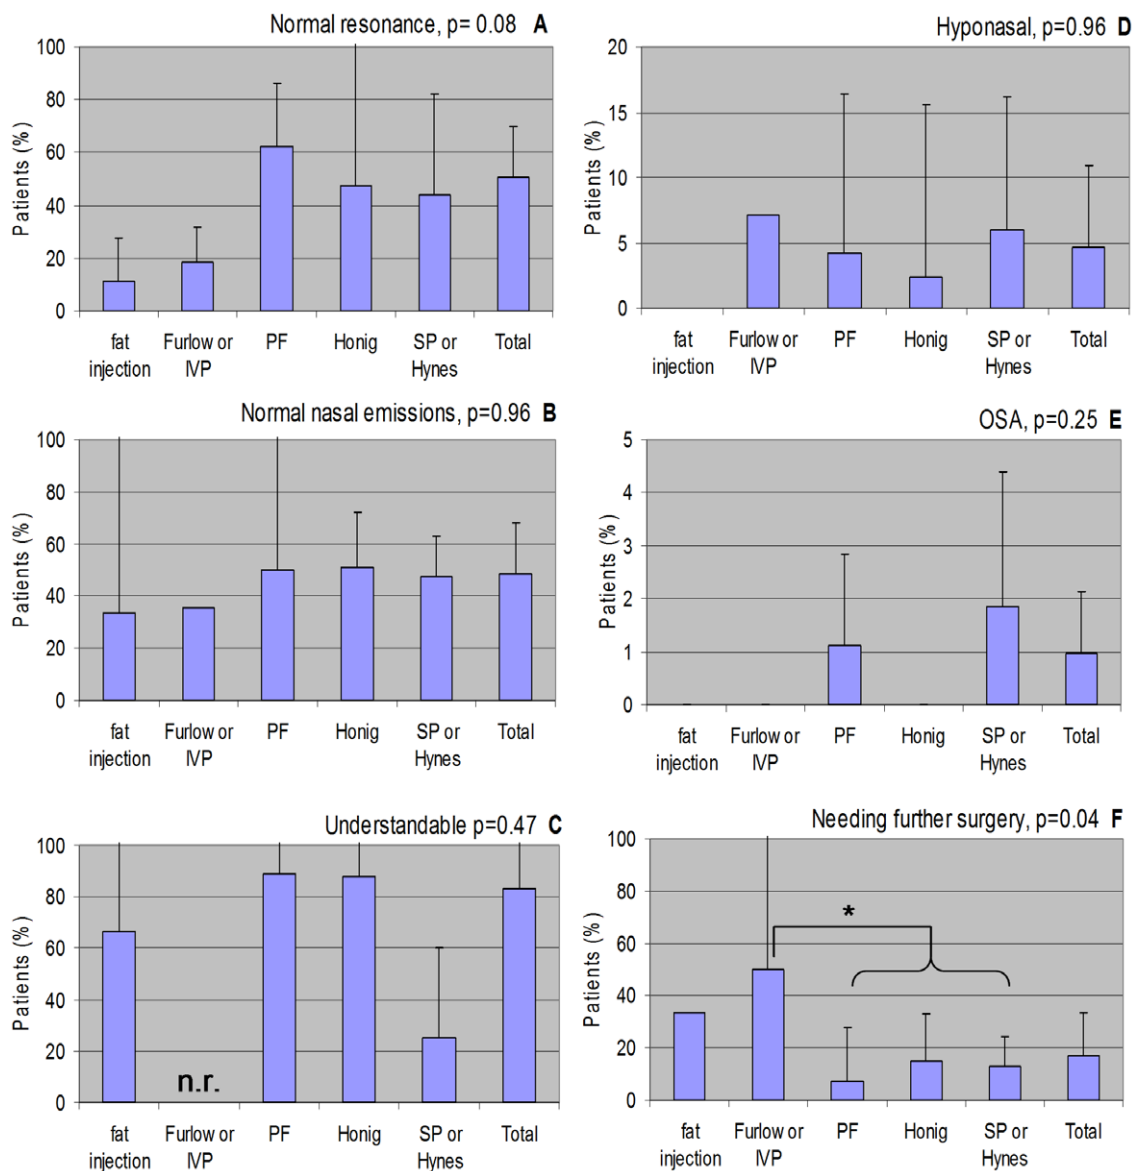 Normal resonance, p= 0.08 A
Patients (%)
100
80
60
40
20
0
fat injection
Furlow or IVP
PF
Honig
SP or Hynes
Total
Normal nasal emissions, p=0.96 B
Patients (%)
100
80
60
40
20
0
fat injection
Furlow or IVP
PF
Honig
SP or Hynes
Total
Understandable p=0.47 C
Patients (%)
100
80
60
40
20
0
n.r.
fat injection
Furlow or IVP
PF
Honig
SP or Hynes
Total
Hyponasal, p=0.96 D
Patients (%)
20
15
10
5
0
fat injection
Furlow or IVP
PF
Honig
SP or Hynes
Total
OSA, p=0.25 E
Patients (%)
5
4
3
2
1
0
fat injection
Furlow or IVP
PF
Honig
SP or Hynes
Total
Needing further surgery, p=0.04 F
Patients (%)
100
80
60
40
20
0
*
fat injection
Furlow or IVP
PF
Honig
SP or Hynes
Total